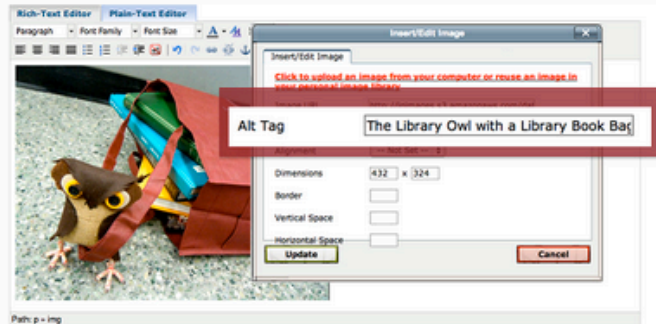 Rich-Text Editor Plain-Text Editor
Paragraph Font Family Font Size A
Insert/Edit Image
Insert/Edit Image
Click to upload an image from your computer or reuse an image in
your personal image library
Image URL
Alt Tag The Library Owl with a Library Book Bag
Alignment -- Not Set --
Dimensions 432 x 324
Border
Vertical Space
Horizontal Space
Update Cancel
Path: p » img